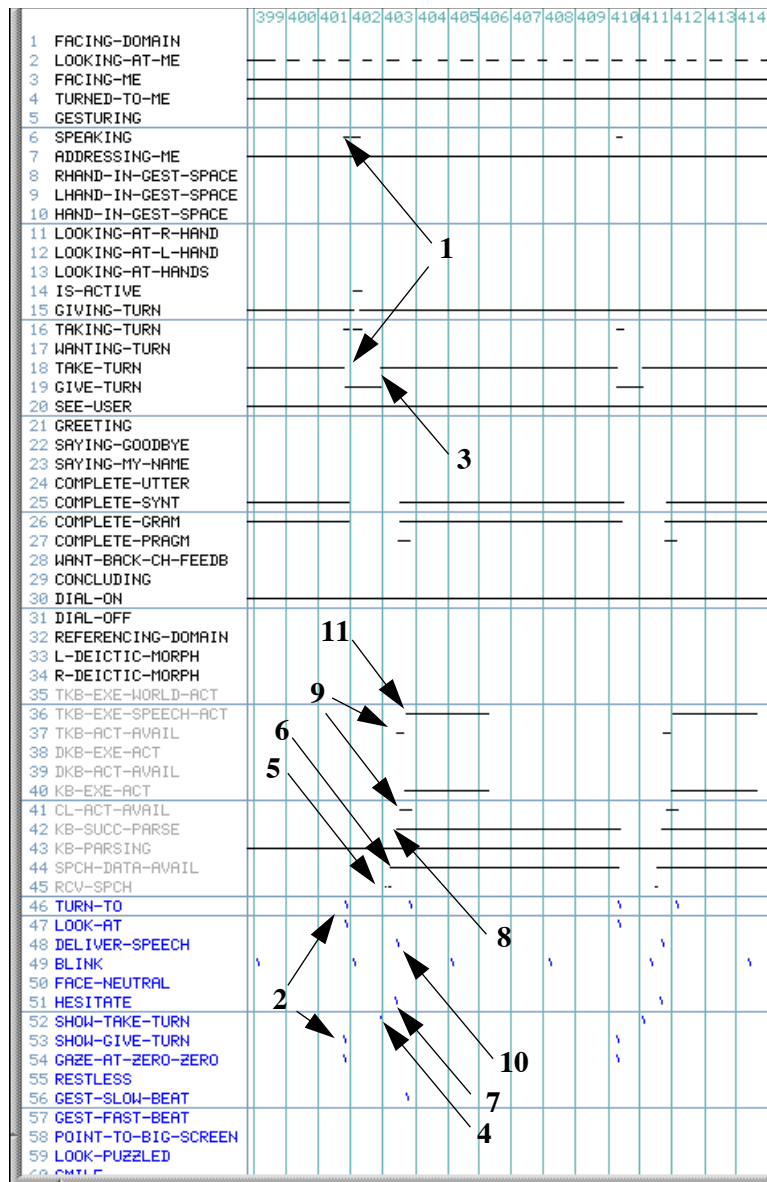 399 400 401 402 403 404 405 406 407 408 409 410 411 412 413 414
1 FACING-DOMAIN
2 LOOKING-AT-ME
3 FACING-ME
4 TURNED-TO-ME
5 GESTURING
6 SPEAKING
7 ADDRESSING-ME
8 RHAND-IN-GEST-SPACE
9 LHAND-IN-GEST-SPACE
10 HAND-IN-GEST-SPACE
11 LOOKING-AT-R-HAND
12 LOOKING-AT-L-HAND
1
13 LOOKING-AT-HANDS
14 IS-ACTIVE
15 GIVING-TURN
16 TAKING-TURN
17 WANTING-TURN
18 TAKE-TURN
19 GIVE-TURN
20 SEE-USER
21 GREETING
22 SAYING-GOODBYE
23 SAYING-MY-NAME
3
24 COMPLETE-UTTER
25 COMPLETE-SYNT
26 COMPLETE-GRAM
27 COMPLETE-PRAGM
28 WANT-BACK-CH-FEEDB
29 CONCLUDING
30 DIAL-ON
31 DIAL-OFF
32 REFERENCING-DOMAIN
11
33 L-DEICTIC-MORPH
34 R-DEICTIC-MORPH
35 TKB-EXE-WORLD-ACT
9
36 TKB-EXE-SPEECH-ACT
37 TKB-ACT-AVAIL
6
38 DKB-EXE-ACT
39 DKB-ACT-AVAIL
5
40 KB-EXE-ACT
41 CL-ACT-AVAIL
42 KB-SUCC-PARSE
43 KB-PARSING
44 SPCH-DATA-AVAIL
45 RCV-SPCH
46 TURN-TO
47 LOOK-AT
48 DELIVER-SPEECH
8
49 BLINK
50 FACE-NEUTRAL
51 HESITATE
2
52 SHOW-TAKE-TURN
53 SHOW-GIVE-TURN
54 GAZE-AT-ZERO-ZERO
10
55 RESTLESS
56 GEST-SLOW-BEAT
7
57 GEST-FAST-BEAT
58 POINT-TO-BIG-SCREEN
4
59 LOOK-PUZZLED
60 SMILE